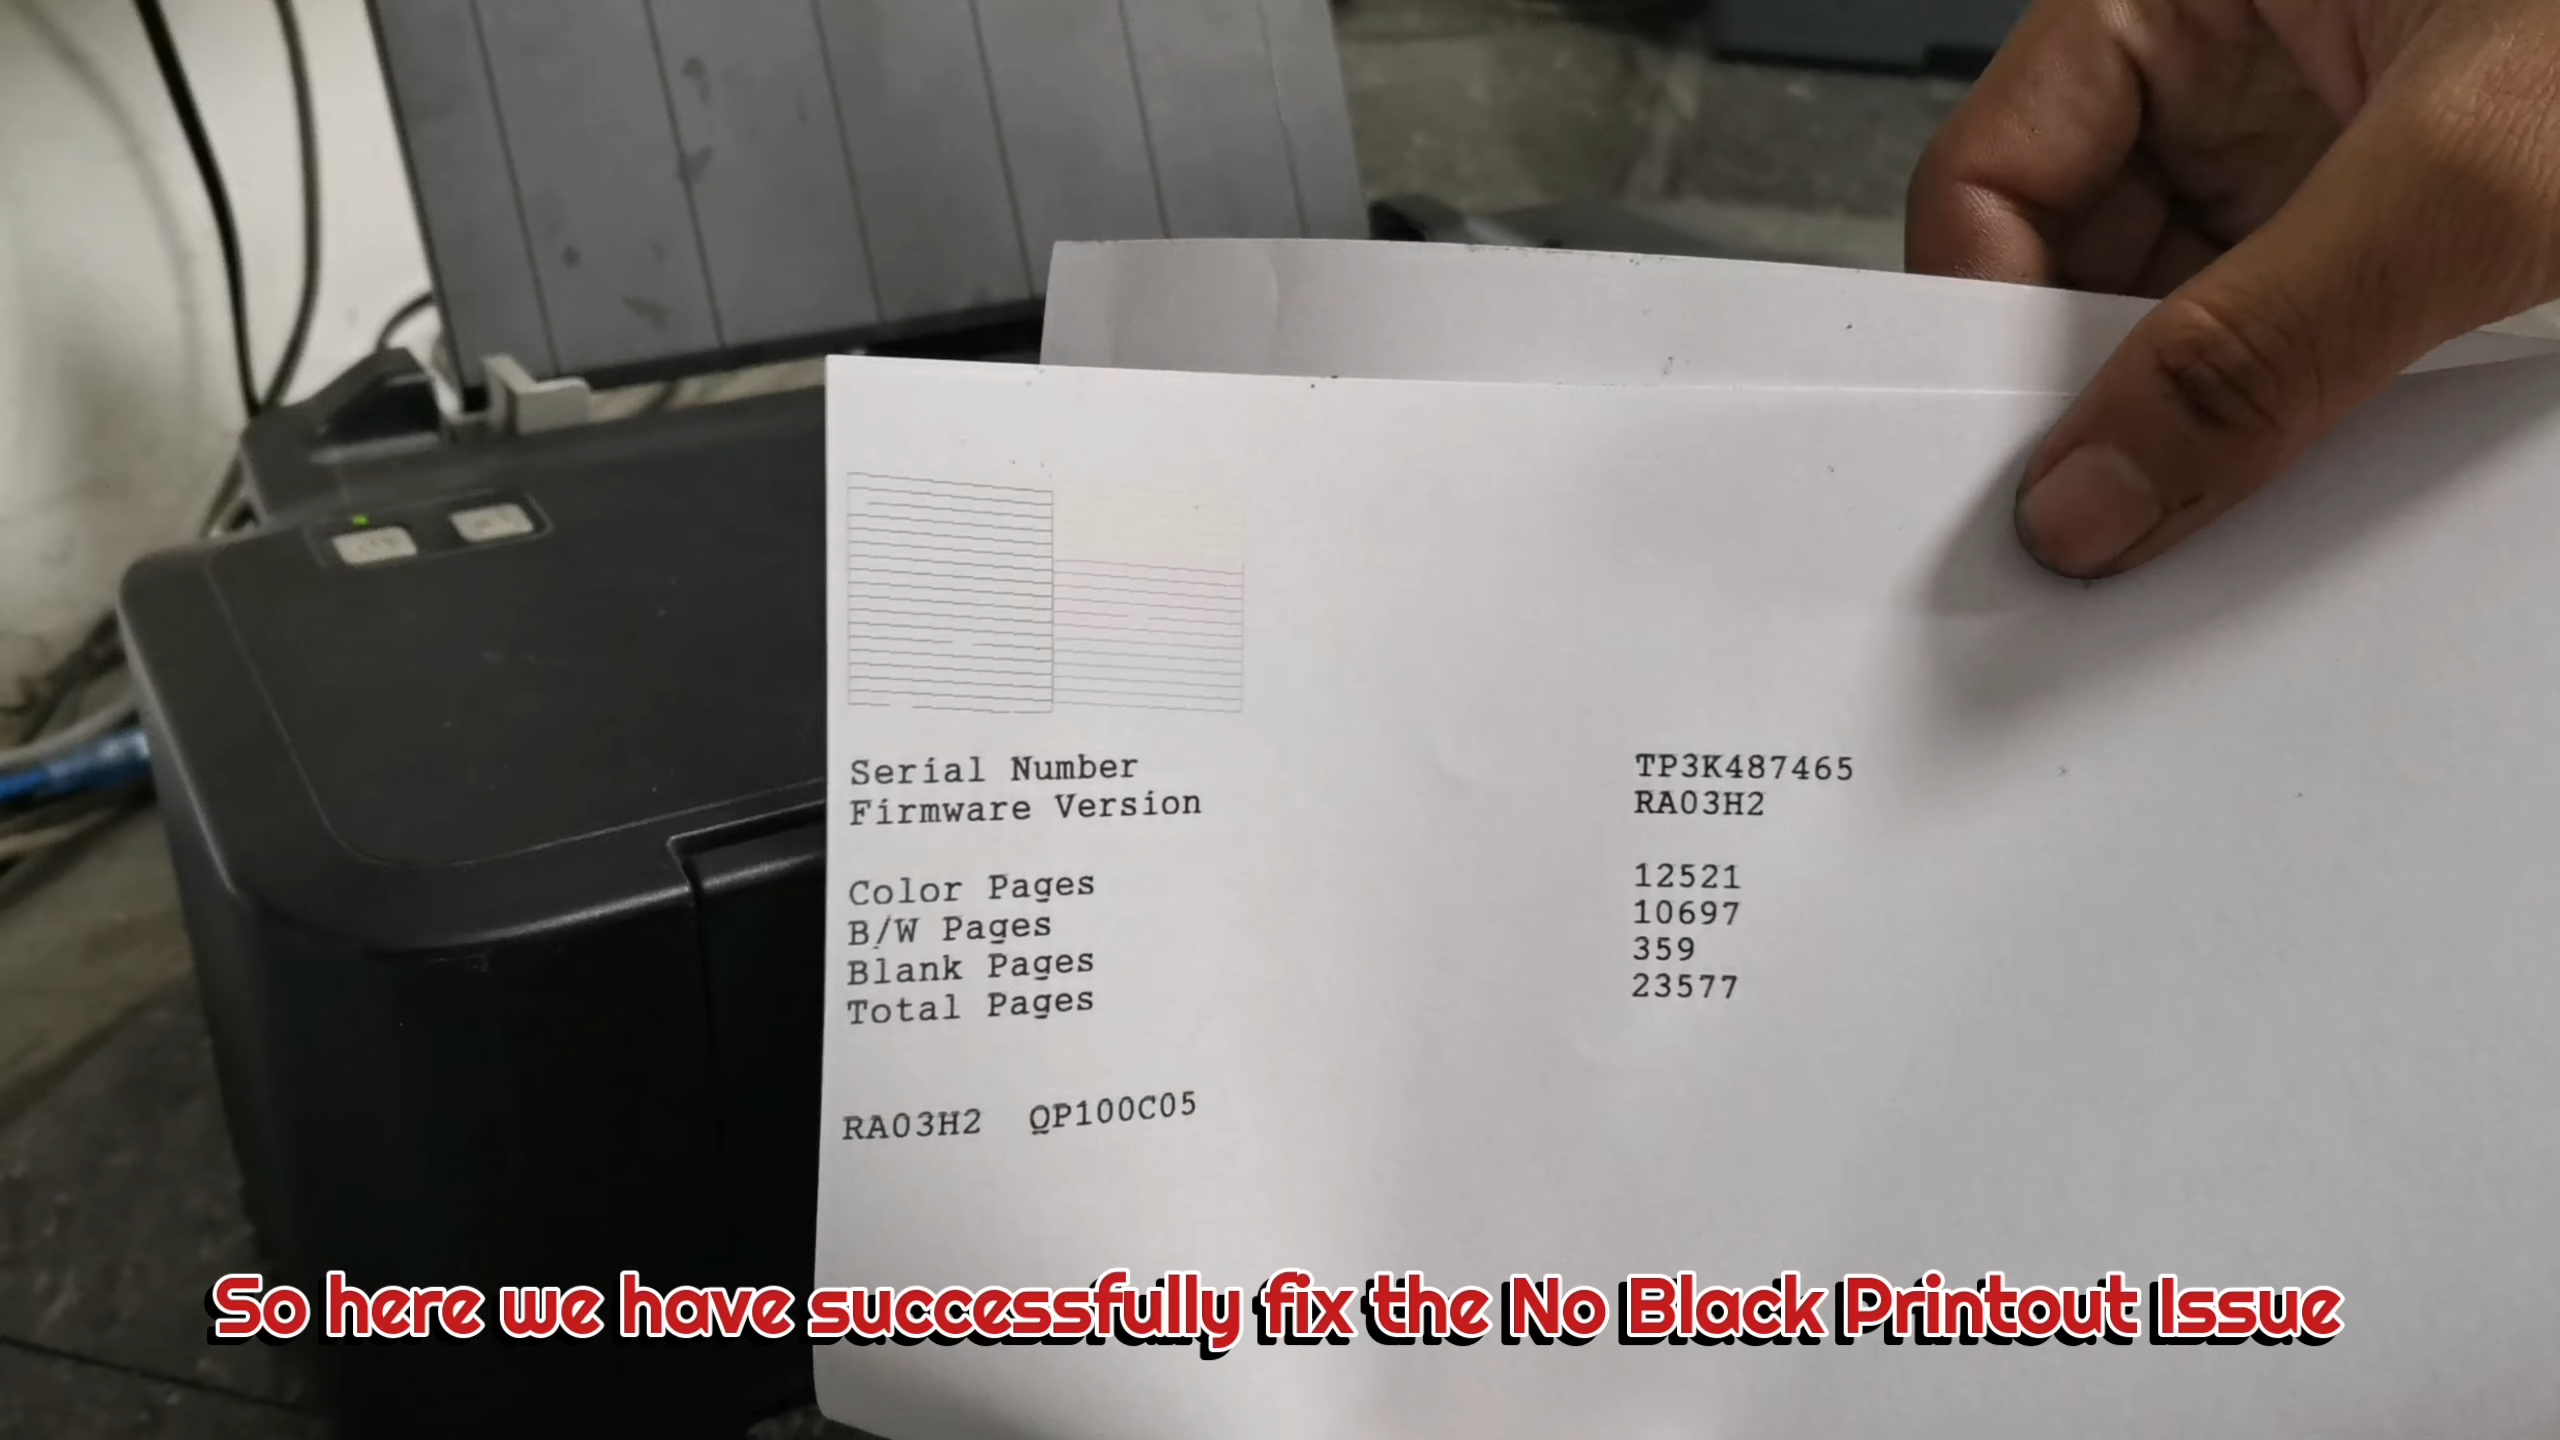 Serial Number TP3K487465
Firmware Version RA03H2
Color Pages 12521
B/W Pages 10697
Blank Pages 359
Total Pages 23577
RA03H2 QP100C05
So here we have successfully fix the No Black Printout Issue